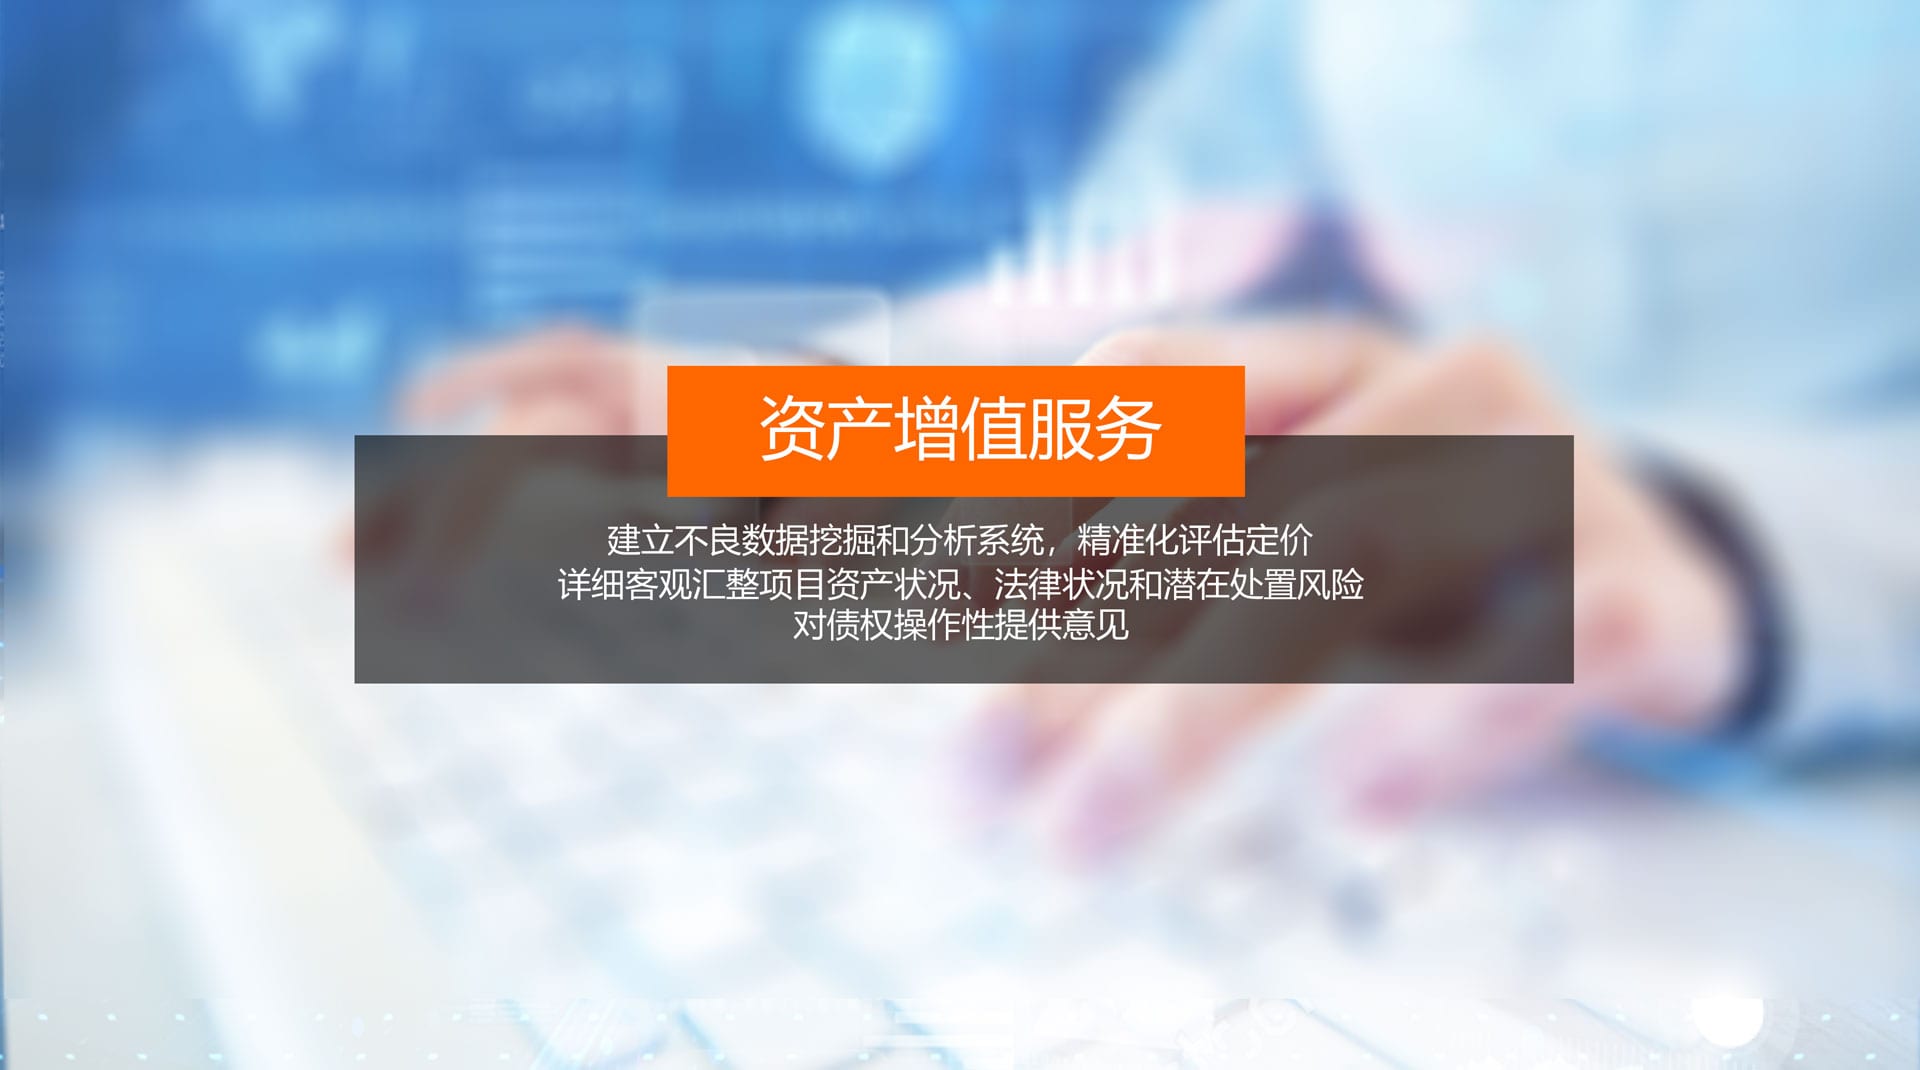 资产增值服务
建立不良数据挖掘和分析系统，精准化评估定价
详细客观汇整项目资产状况、法律状况和潜在处置风险
对债权操作性提供意见